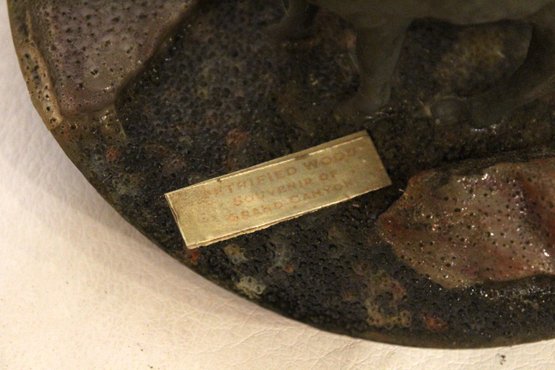 PETRIFIED WOOD
SOUVENIR OF
GRAND CANYON